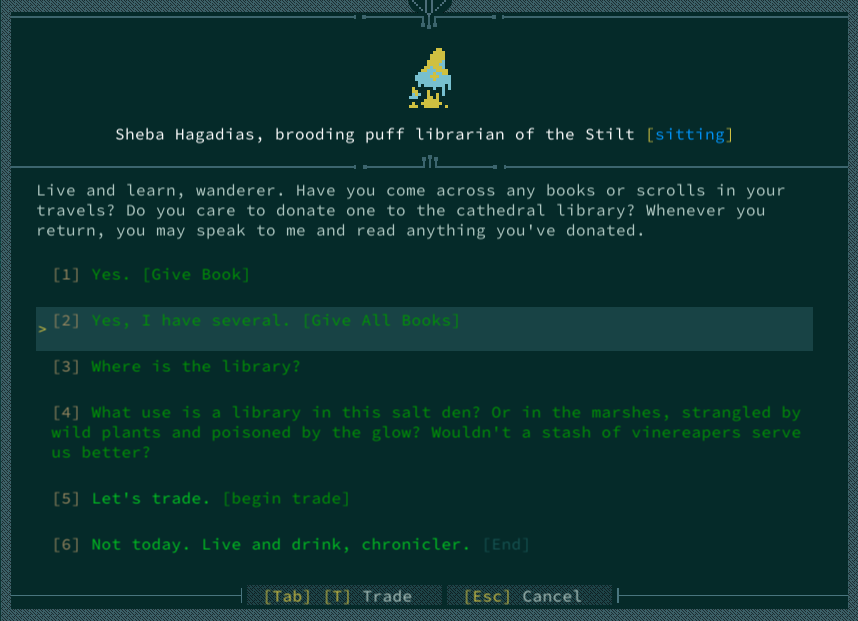 Sheba Hagadias, brooding puff librarian of the Stilt [sitting]
Live and learn, wanderer. Have you come across any books or scrolls in your
travels? Do you care to donate one to the cathedral library? Whenever you
return, you may speak to me and read anything you've donated.
[1] Yes. [Give Book]
> [2] Yes, I have several. [Give All Books]
[3] Where is the library?
[4] What use is a library in this salt den? Or in the marshes, strangled by
wild plants and poisoned by the glow? Wouldn't a stash of vinereapers serve
us better?
[5] Let's trade. [begin trade]
[6] Not today. Live and drink, chronicler. [End]
[Tab] [T] Trade [Esc] Cancel